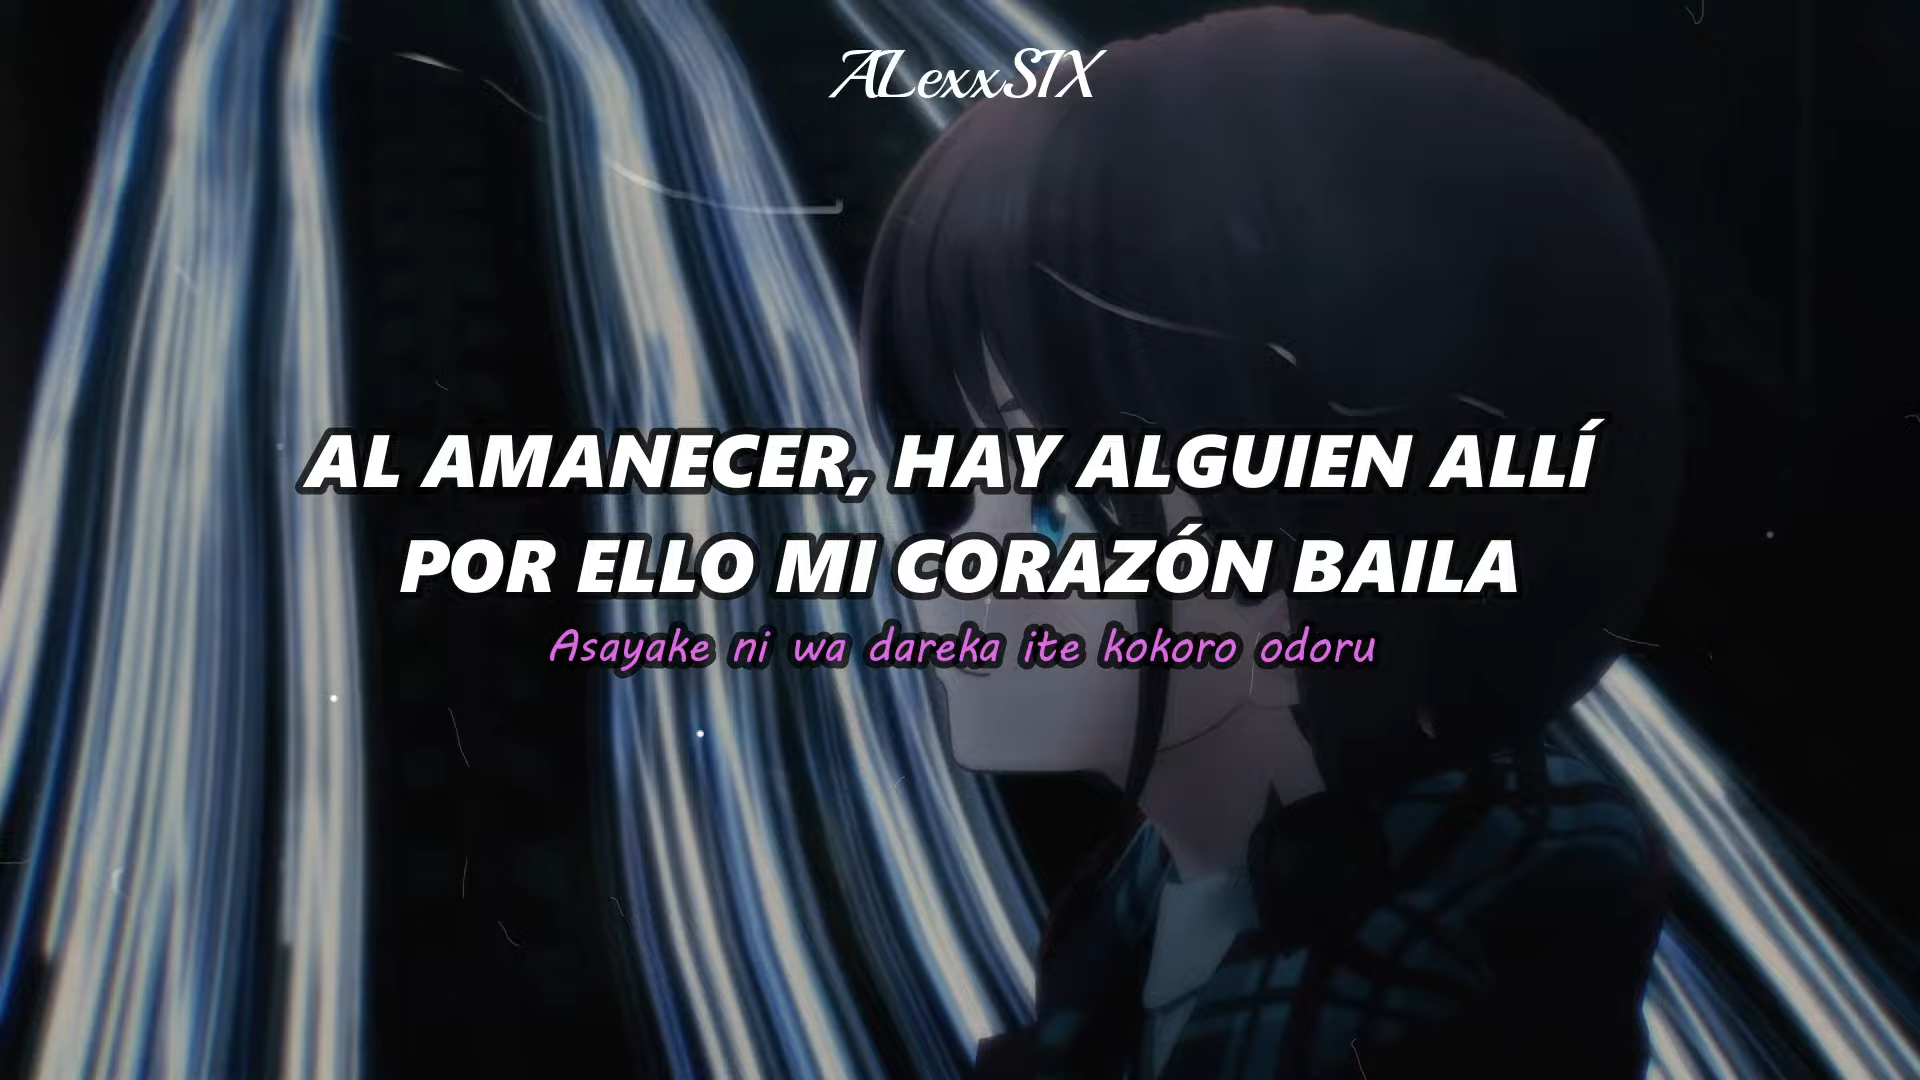 ALexxSIX
AL AMANECER, HAY ALGUIEN ALLÍ
POR ELLO MI CORAZÓN BAILA
Asayake ni wa dareka ite kokoro odoru